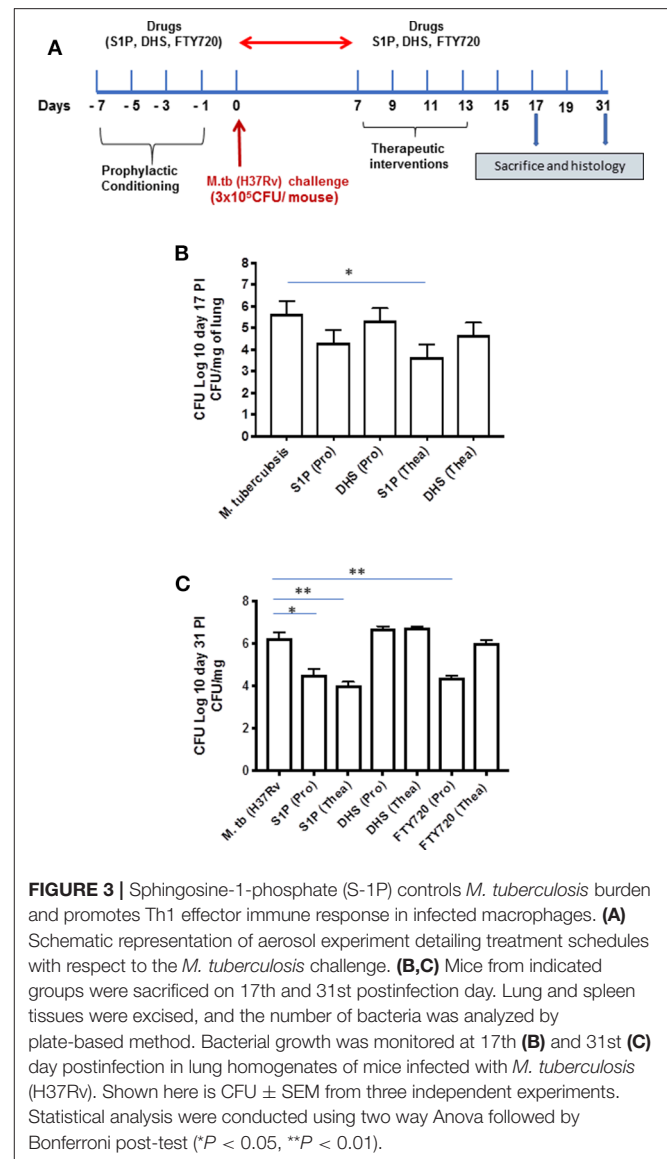 A
Drugs
(S1P, DHS, FTY720)
Drugs
S1P, DHS, FTY720
Days
- 7 - 5 - 3 - 1 0 7 9 11 13 15 17 19 31
Prophylactic
Conditioning
M.tb (H37Rv) challenge
(3x10⁵CFU/ mouse)
Therapeutic
interventions
Sacrifice and histology
B
CFU Log 10 day 17 PI
CFU/mg of lung
7
6
5
4
3
2
1
0
*
M. tuberculosis
S1P (Pro)
DHS (Pro)
S1P (Thea)
DHS (Thea)
C
CFU Log 10 day 31 PI
CFU/mg
8
6
4
2
0
**
**
*
M.tb (H37Rv
S1P (Pro)
S1P (Thea)
DHS (Pro)
DHS (Thea)
FTY720 (Pro)
FTY720 (Thea)
FIGURE 3 | Sphingosine-1-phosphate (S-1P) controls M. tuberculosis burden
and promotes Th1 effector immune response in infected macrophages. (A)
Schematic representation of aerosol experiment detailing treatment schedules
with respect to the M. tuberculosis challenge. (B,C) Mice from indicated
groups were sacrificed on 17th and 31st postinfection day. Lung and spleen
tissues were excised, and the number of bacteria was analyzed by
plate-based method. Bacterial growth was monitored at 17th (B) and 31st (C)
day postinfection in lung homogenates of mice infected with M. tuberculosis
(H37Rv). Shown here is CFU ± SEM from three independent experiments.
Statistical analysis were conducted using two way Anova followed by
Bonferroni post-test (*P < 0.05, **P < 0.01).